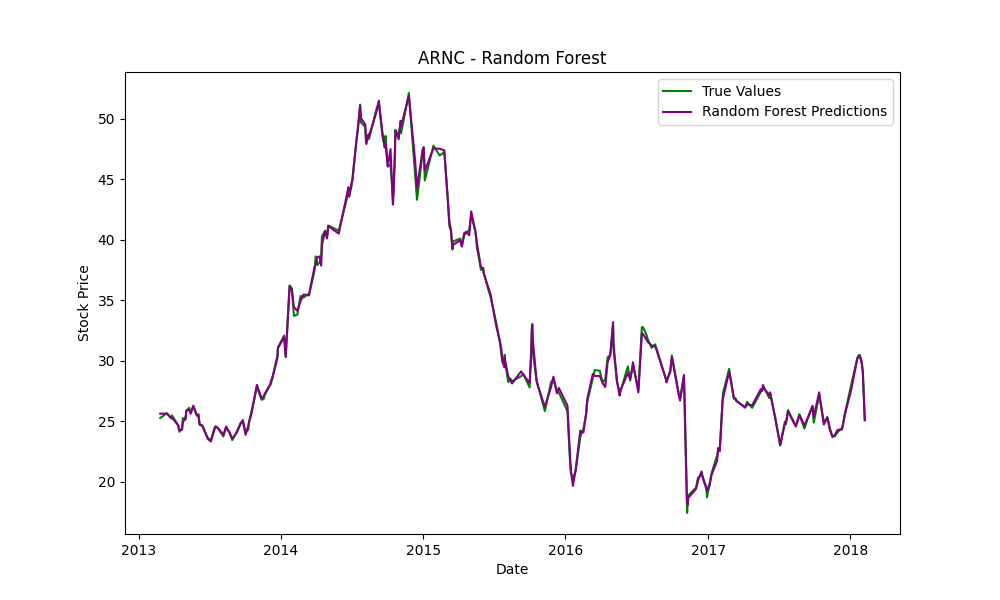 ARNC - Random Forest
True Values
Random Forest Predictions
50
45
40
35
30
25
20
Stock Price
2013 2014 2015 2016 2017 2018
Date